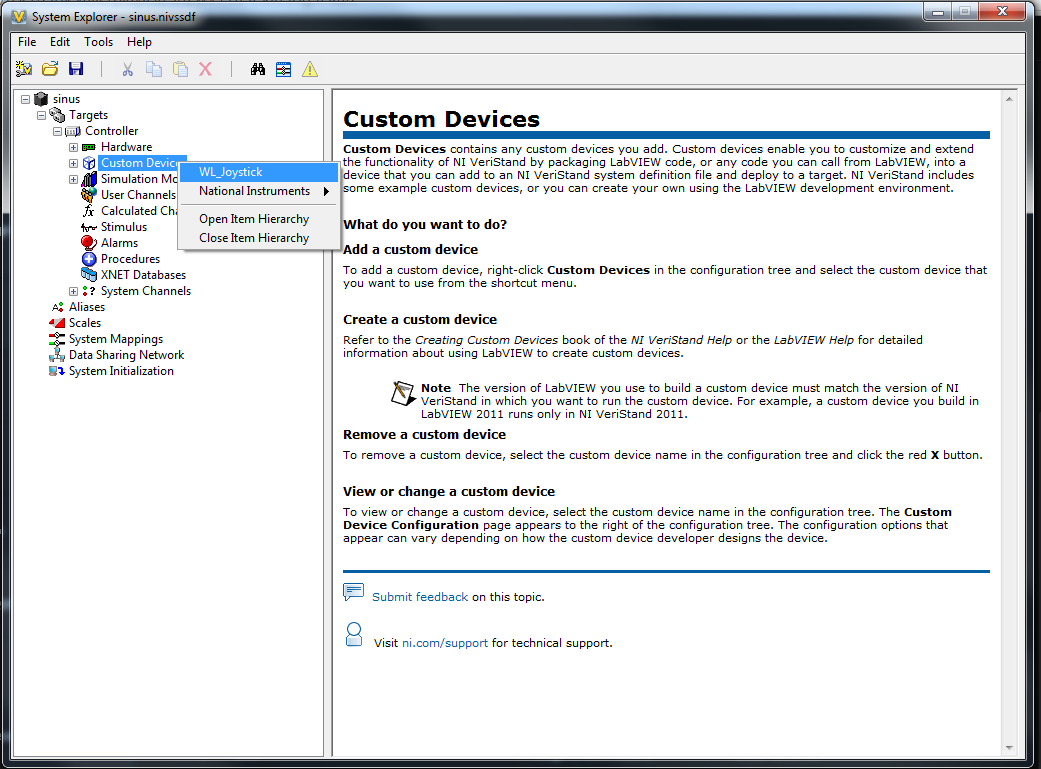 System Explorer - sinus.nivssdf
File Edit Tools Help
sinus
Targets
Controller
Hardware
Custom Device
Simulation Mo
User Channels
Calculated Cha
Stimulus
Alarms
Procedures
XNET Databases
System Channels
Aliases
Scales
System Mappings
Data Sharing Network
System Initialization
WL_Joystick
National Instruments
Open Item Hierarchy
Close Item Hierarchy
Custom Devices
Custom Devices contains any custom devices you add. Custom devices enable you to customize and extend
the functionality of NI VeriStand by packaging LabVIEW code, or any code you can call from LabVIEW, into a
device that you can add to an NI VeriStand system definition file and deploy to a target. NI VeriStand includes
some example custom devices, or you can create your own using the LabVIEW development environment.
What do you want to do?
Add a custom device
To add a custom device, right-click Custom Devices in the configuration tree and select the custom device that
you want to use from the shortcut menu.
Create a custom device
Refer to the Creating Custom Devices book of the NI VeriStand Help or the LabVIEW Help for detailed
information about using LabVIEW to create custom devices.
Note The version of LabVIEW you use to build a custom device must match the version of NI
VeriStand in which you want to run the custom device. For example, a custom device you build in
LabVIEW 2011 runs only in NI VeriStand 2011.
Remove a custom device
To remove a custom device, select the custom device name in the configuration tree and click the red X button.
View or change a custom device
To view or change a custom device, select the custom device name in the configuration tree. The Custom
Device Configuration page appears to the right of the configuration tree. The configuration options that
appear can vary depending on how the custom device developer designs the device.
Submit feedback on this topic.
Visit ni.com/support for technical support.